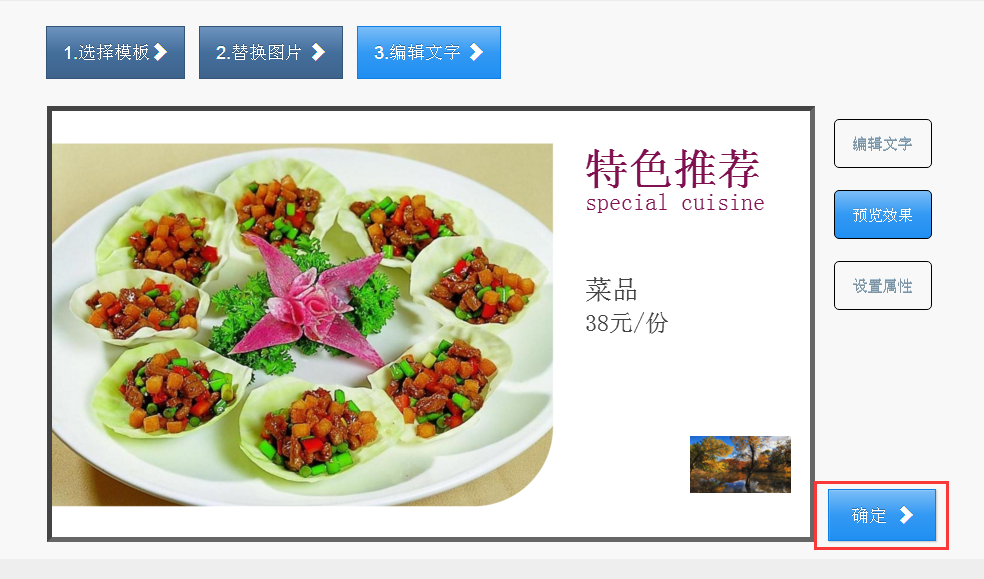 1.选择模板
2.替换图片
3.编辑文字
特色推荐
special cuisine
菜品
38元/份
编辑文字
预览效果
设置属性
确定